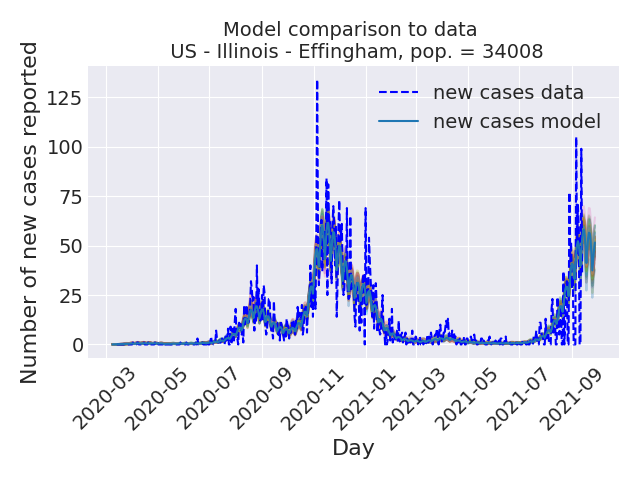 Model comparison to data
US - Illinois - Effingham, pop. = 34008
Number of new cases reported
125
100
75
50
25
0
new cases data
new cases model
2020-03
2020-05
2020-07
2020-09
2020-11
2021-01
2021-03
2021-05
2021-07
2021-09
Day